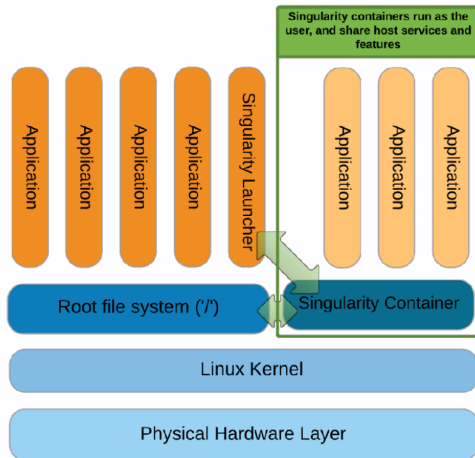 Singularity containers run as the
user, and share host services and
features
Application
Application
Application
Application
Singularity Launcher
Application
Application
Application
Root file system ('/')
Singularity Container
Linux Kernel
Physical Hardware Layer